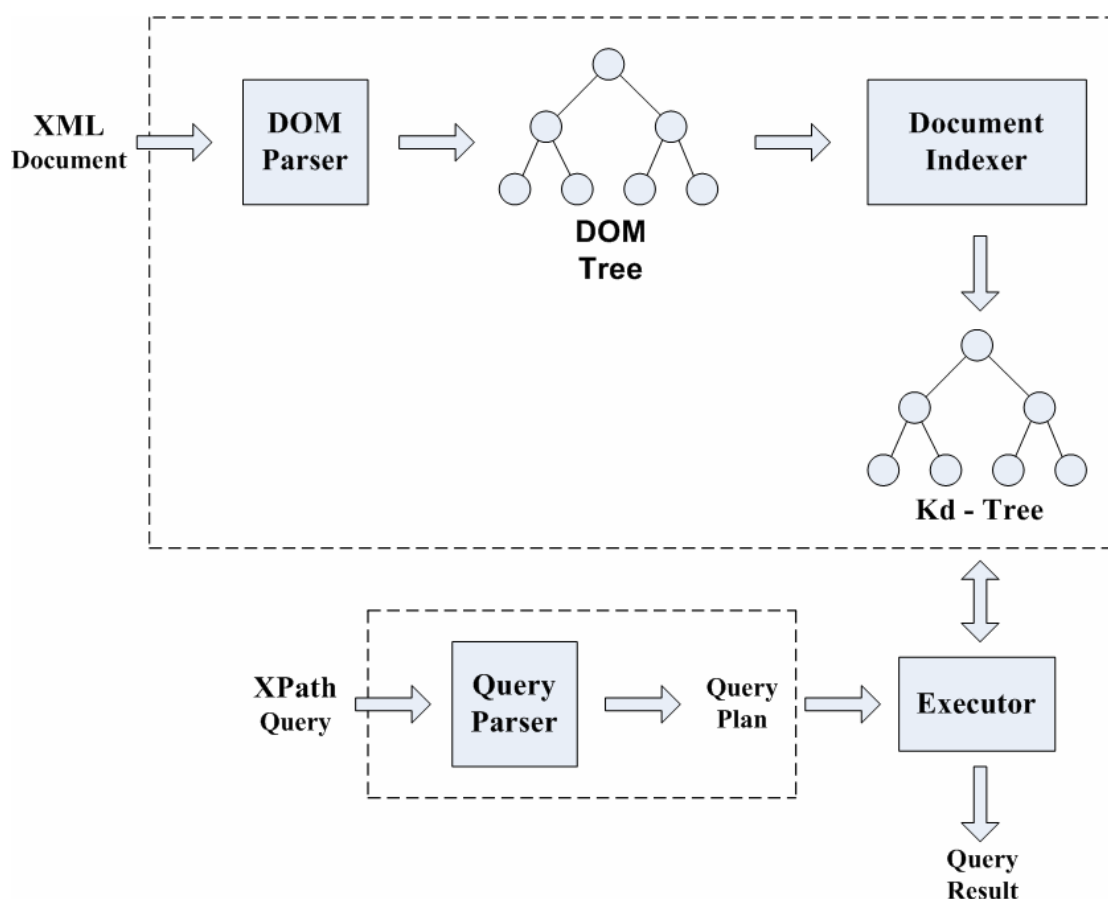 XML
Document
DOM
Parser
DOM
Tree
Document
Indexer
Kd - Tree
XPath
Query
Query
Parser
Query
Plan
Executor
Query
Result